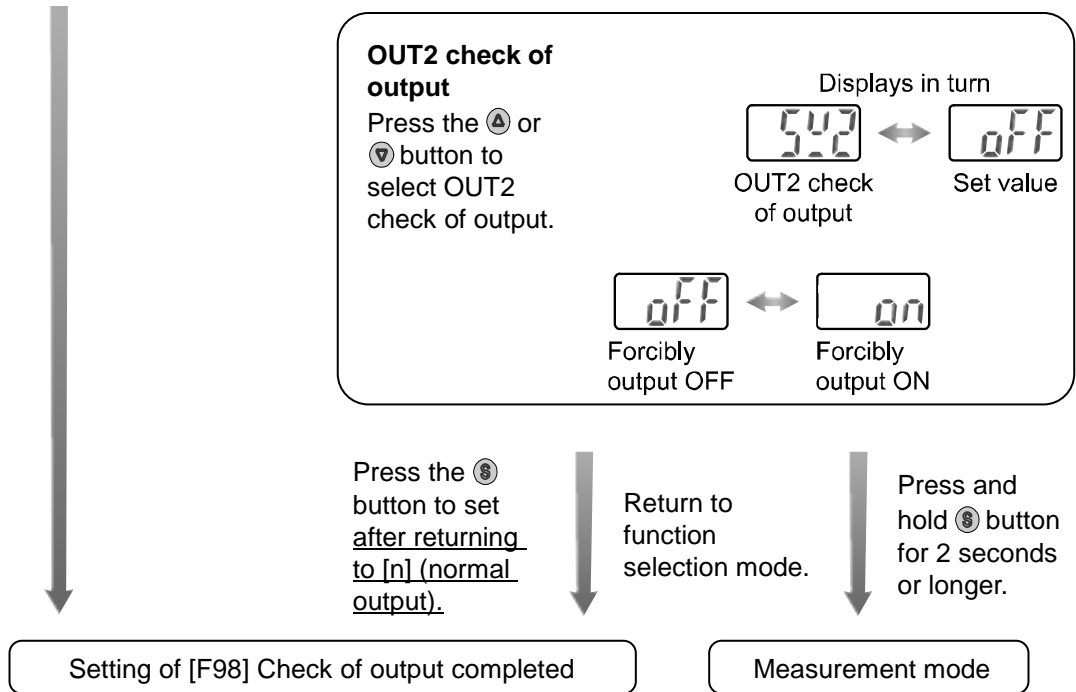 OUT2 check of
output
Press the or
button to
select OUT2
check of output.
Displays in turn
oFF
OUT2 check
of output
Set value
oFF
on
Forcibly
output OFF
Forcibly
output ON
Press the S
button to set
after returning
to [n] (normal
output).
Return to
function
selection mode.
Press and
hold S button
for 2 seconds
or longer.
Setting of [F98] Check of output completed
Measurement mode